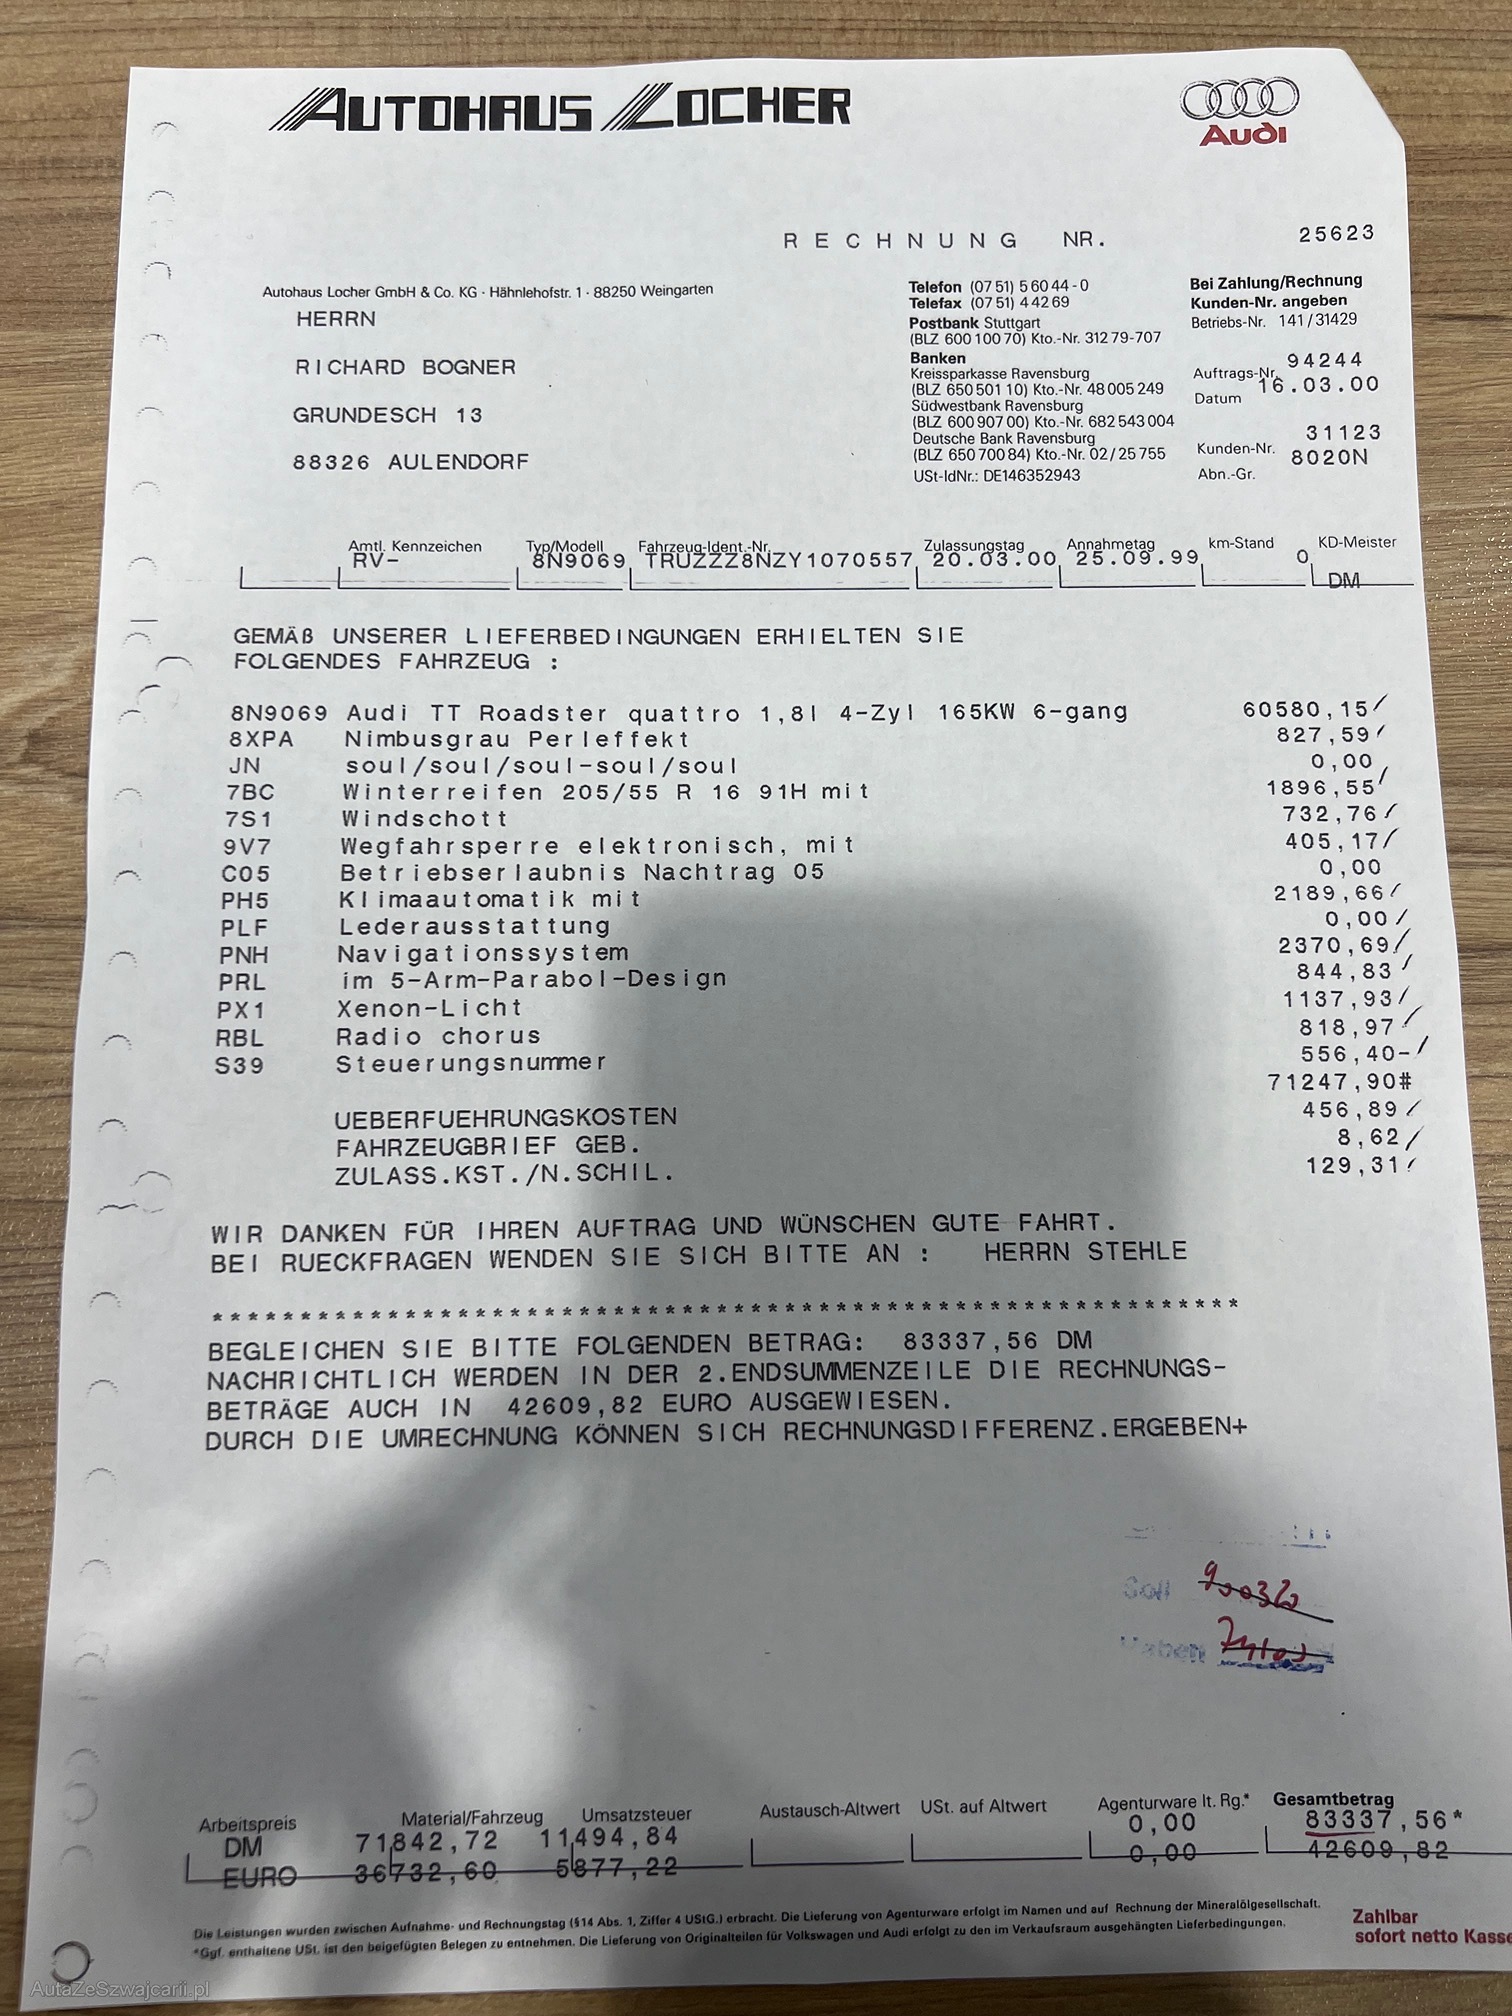 AUTOHAUS LOCHER
Audi
RECHNUNG NR. 25623
Autohaus Locher GmbH & Co. KG · Hähnlehofstr. 1 · 88250 Weingarten
HERRN
RICHARD BOGNER
GRUNDESCH 13
88326 AULENDORF
Telefon (07 51) 5 60 44 - 0
Telefax (07 51) 4 42 69
Postbank Stuttgart
(BLZ 600 100 70) Kto.-Nr. 312 79-707
Banken
Kreissparkasse Ravensburg
(BLZ 650 501 10) Kto.-Nr. 48 005 249
Südwestbank Ravensburg
(BLZ 600 907 00) Kto.-Nr. 682 543 004
Deutsche Bank Ravensburg
(BLZ 650 700 84) Kto.-Nr. 02 / 25 755
USt-IdNr.: DE146352943
Bei Zahlung/Rechnung
Kunden-Nr. angeben
Betriebs-Nr. 141 / 31429
Auftrags-Nr. 94244
Datum 16.03.00
Kunden-Nr. 31123
Abn.-Gr. 8020N
Amtl. Kennzeichen Typ/Modell Fahrzeug-Ident.-Nr. Zulassungstag Annahmetag km-Stand KD-Meister
RV- 8N9069 TRUZZZ8NZY1070557 20.03.00 25.09.99 0
DM
GEMÄß UNSERER LIEFERBEDINGUNGEN ERHIELTEN SIE
FOLGENDES FAHRZEUG :
8N9069 Audi TT Roadster quattro 1,8l 4-Zyl 165KW 6-gang 60580,15
8XPA Nimbusgrau Perleffekt 827,59
JN soul/soul/soul-soul/soul 0,00
7BC Winterreifen 205/55 R 16 91H mit 1896,55
7S1 Windschott 732,76
9V7 Wegfahrsperre elektronisch, mit 405,17
C05 Betriebserlaubnis Nachtrag 05 0,00
PH5 Klimaautomatik mit 2189,66
PLF Lederausstattung 0,00
PNH Navigationssystem 2370,69
PRL im 5-Arm-Parabol-Design 844,83
PX1 Xenon-Licht 1137,93
RBL Radio chorus 818,97
S39 Steuerungsnummer 556,40-
71247,90#
UEBERFUEHRUNGSKOSTEN 456,89
FAHRZEUGBRIEF GEB. 8,62
ZULASS.KST./N.SCHIL. 129,31
WIR DANKEN FÜR IHREN AUFTRAG UND WÜNSCHEN GUTE FAHRT.
BEI RUECKFRAGEN WENDEN SIE SICH BITTE AN : HERRN STEHLE
***********************************************************
BEGLEICHEN SIE BITTE FOLGENDEN BETRAG: 83337,56 DM
NACHRICHTLICH WERDEN IN DER 2.ENDSUMMENZEILE DIE RECHNUNGS-
BETRÄGE AUCH IN 42609,82 EURO AUSGEWIESEN.
DURCH DIE UMRECHNUNG KÖNNEN SICH RECHNUNGSDIFFERENZ.ERGEBEN+
Soll
Haben
Arbeitspreis Material/Fahrzeug Umsatzsteuer Austausch-Altwert USt. auf Altwert Agenturware lt. Rg.* Gesamtbetrag
DM 71842,72 11494,84 0,00 83337,56*
EURO 36732,60 5877,22 0,00 42609,82
Die Leistungen wurden zwischen Aufnahme- und Rechnungstag (§14 Abs. 1, Ziffer 4 UStG.) erbracht. Die Lieferung von Agenturware erfolgt im Namen und auf Rechnung der Mineralölgesellschaft.
*Ggf. enthaltene USt. ist den beigefügten Belegen zu entnehmen. Die Lieferung von Originalteilen für Volkswagen und Audi erfolgt zu den im Verkaufsraum ausgehängten Lieferbedingungen.
Zahlbar
sofort netto Kasse
AutaZeSzwajcarii.pl